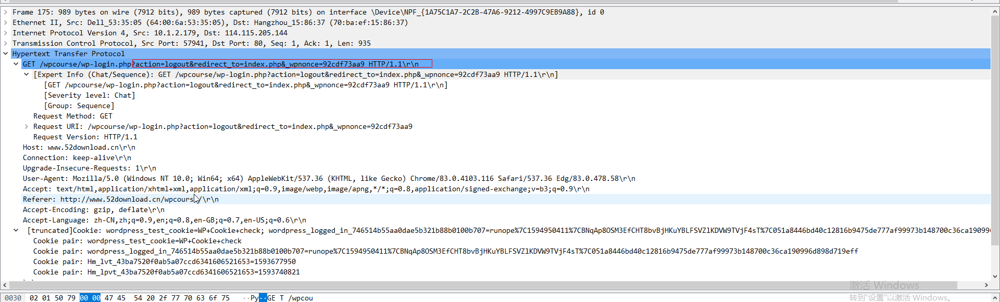 Frame 175: 989 bytes on wire (7912 bits), 989 bytes captured (7912 bits) on interface \Device\NPF_{1A75C1A7-2C2B-47A6-9212-4997C9EB9A88}, id 0
Ethernet II, Src: Dell_53:35:05 (64:00:6a:53:35:05), Dst: Hangzhou_15:86:37 (70:ba:ef:15:86:37)
Internet Protocol Version 4, Src: 10.1.2.179, Dst: 114.115.205.144
Transmission Control Protocol, Src Port: 57941, Dst Port: 80, Seq: 1, Ack: 1, Len: 935
Hypertext Transfer Protocol
GET /wpcourse/wp-login.php?action=logout&redirect_to=index.php&_wpnonce=92cdf73aa9 HTTP/1.1\r\n
[Expert Info (Chat/Sequence): GET /wpcourse/wp-login.php?action=logout&redirect_to=index.php&_wpnonce=92cdf73aa9 HTTP/1.1\r\n]
[GET /wpcourse/wp-login.php?action=logout&redirect_to=index.php&_wpnonce=92cdf73aa9 HTTP/1.1\r\n]
[Severity level: Chat]
[Group: Sequence]
Request Method: GET
Request URI: /wpcourse/wp-login.php?action=logout&redirect_to=index.php&_wpnonce=92cdf73aa9
Request Version: HTTP/1.1
Host: www.52download.cn\r\n
Connection: keep-alive\r\n
Upgrade-Insecure-Requests: 1\r\n
User-Agent: Mozilla/5.0 (Windows NT 10.0; Win64; x64) AppleWebKit/537.36 (KHTML, like Gecko) Chrome/83.0.4103.116 Safari/537.36 Edg/83.0.478.58\r\n
Accept: text/html,application/xhtml+xml,application/xml;q=0.9,image/webp,image/apng,*/*;q=0.8,application/signed-exchange;v=b3;q=0.9\r\n
Referer: http://www.52download.cn/wpcourse/\r\n
Accept-Encoding: gzip, deflate\r\n
Accept-Language: zh-CN,zh;q=0.9,en;q=0.8,en-GB;q=0.7,en-US;q=0.6\r\n
[truncated]Cookie: wordpress_test_cookie=WP+Cookie+check; wordpress_logged_in_746514b55aa0dae5b321b88b0100b707=runope%7C1594950411%7CBNqAp8OSM3EfCHT8bvBjHKuYBLFSVZlKDVW9TVjF4sT%7C051a8446bd40c12816b9475de777af99973b148700c36ca190996
Cookie pair: wordpress_test_cookie=WP+Cookie+check
Cookie pair: wordpress_logged_in_746514b55aa0dae5b321b88b0100b707=runope%7C1594950411%7CBNqAp8OSM3EfCHT8bvBjHKuYBLFSVZlKDVW9TVjF4sT%7C051a8446bd40c12816b9475de777af99973b148700c36ca190996d898d719eff
Cookie pair: Hm_lvt_43ba7520f0ab5a07ccd6341606521653=1593677950
Cookie pair: Hm_lpvt_43ba7520f0ab5a07ccd6341606521653=1593740821
激活 Windows
转到"设置"以激活 Windows。
0030 02 01 50 79 00 00 47 45 54 20 2f 77 70 63 6f 75 ··Py··GE T /wpcou